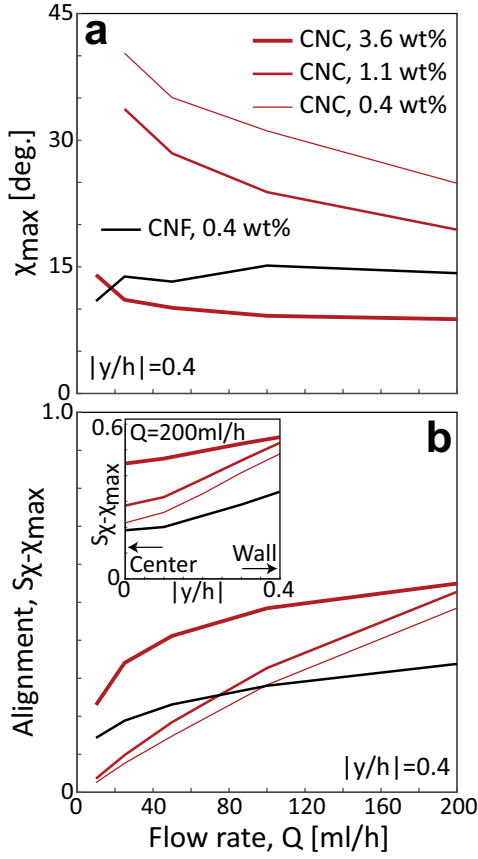 45
a
CNC, 3.6 wt%
CNC, 1.1 wt%
CNC, 0.4 wt%
30
χmax [deg.]
CNF, 0.4 wt%
15
|y/h|=0.4
0
1.0
b
0.6
Q=200ml/h
Sχ-χmax
Center
Wall
0
0
|y/h|
0.4
Alignment, Sχ-χmax
|y/h|=0.4
0
0
40
80
120
160
200
Flow rate, Q [ml/h]